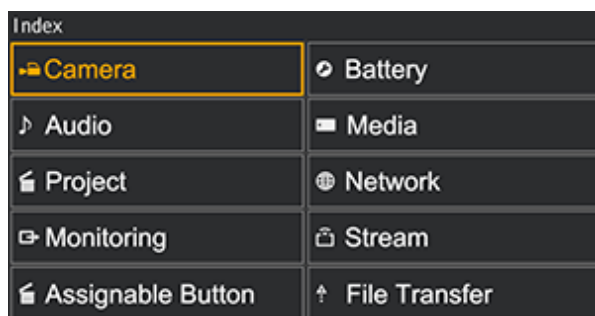 Index
Camera
Battery
Audio
Media
Project
Network
Monitoring
Stream
Assignable Button
File Transfer